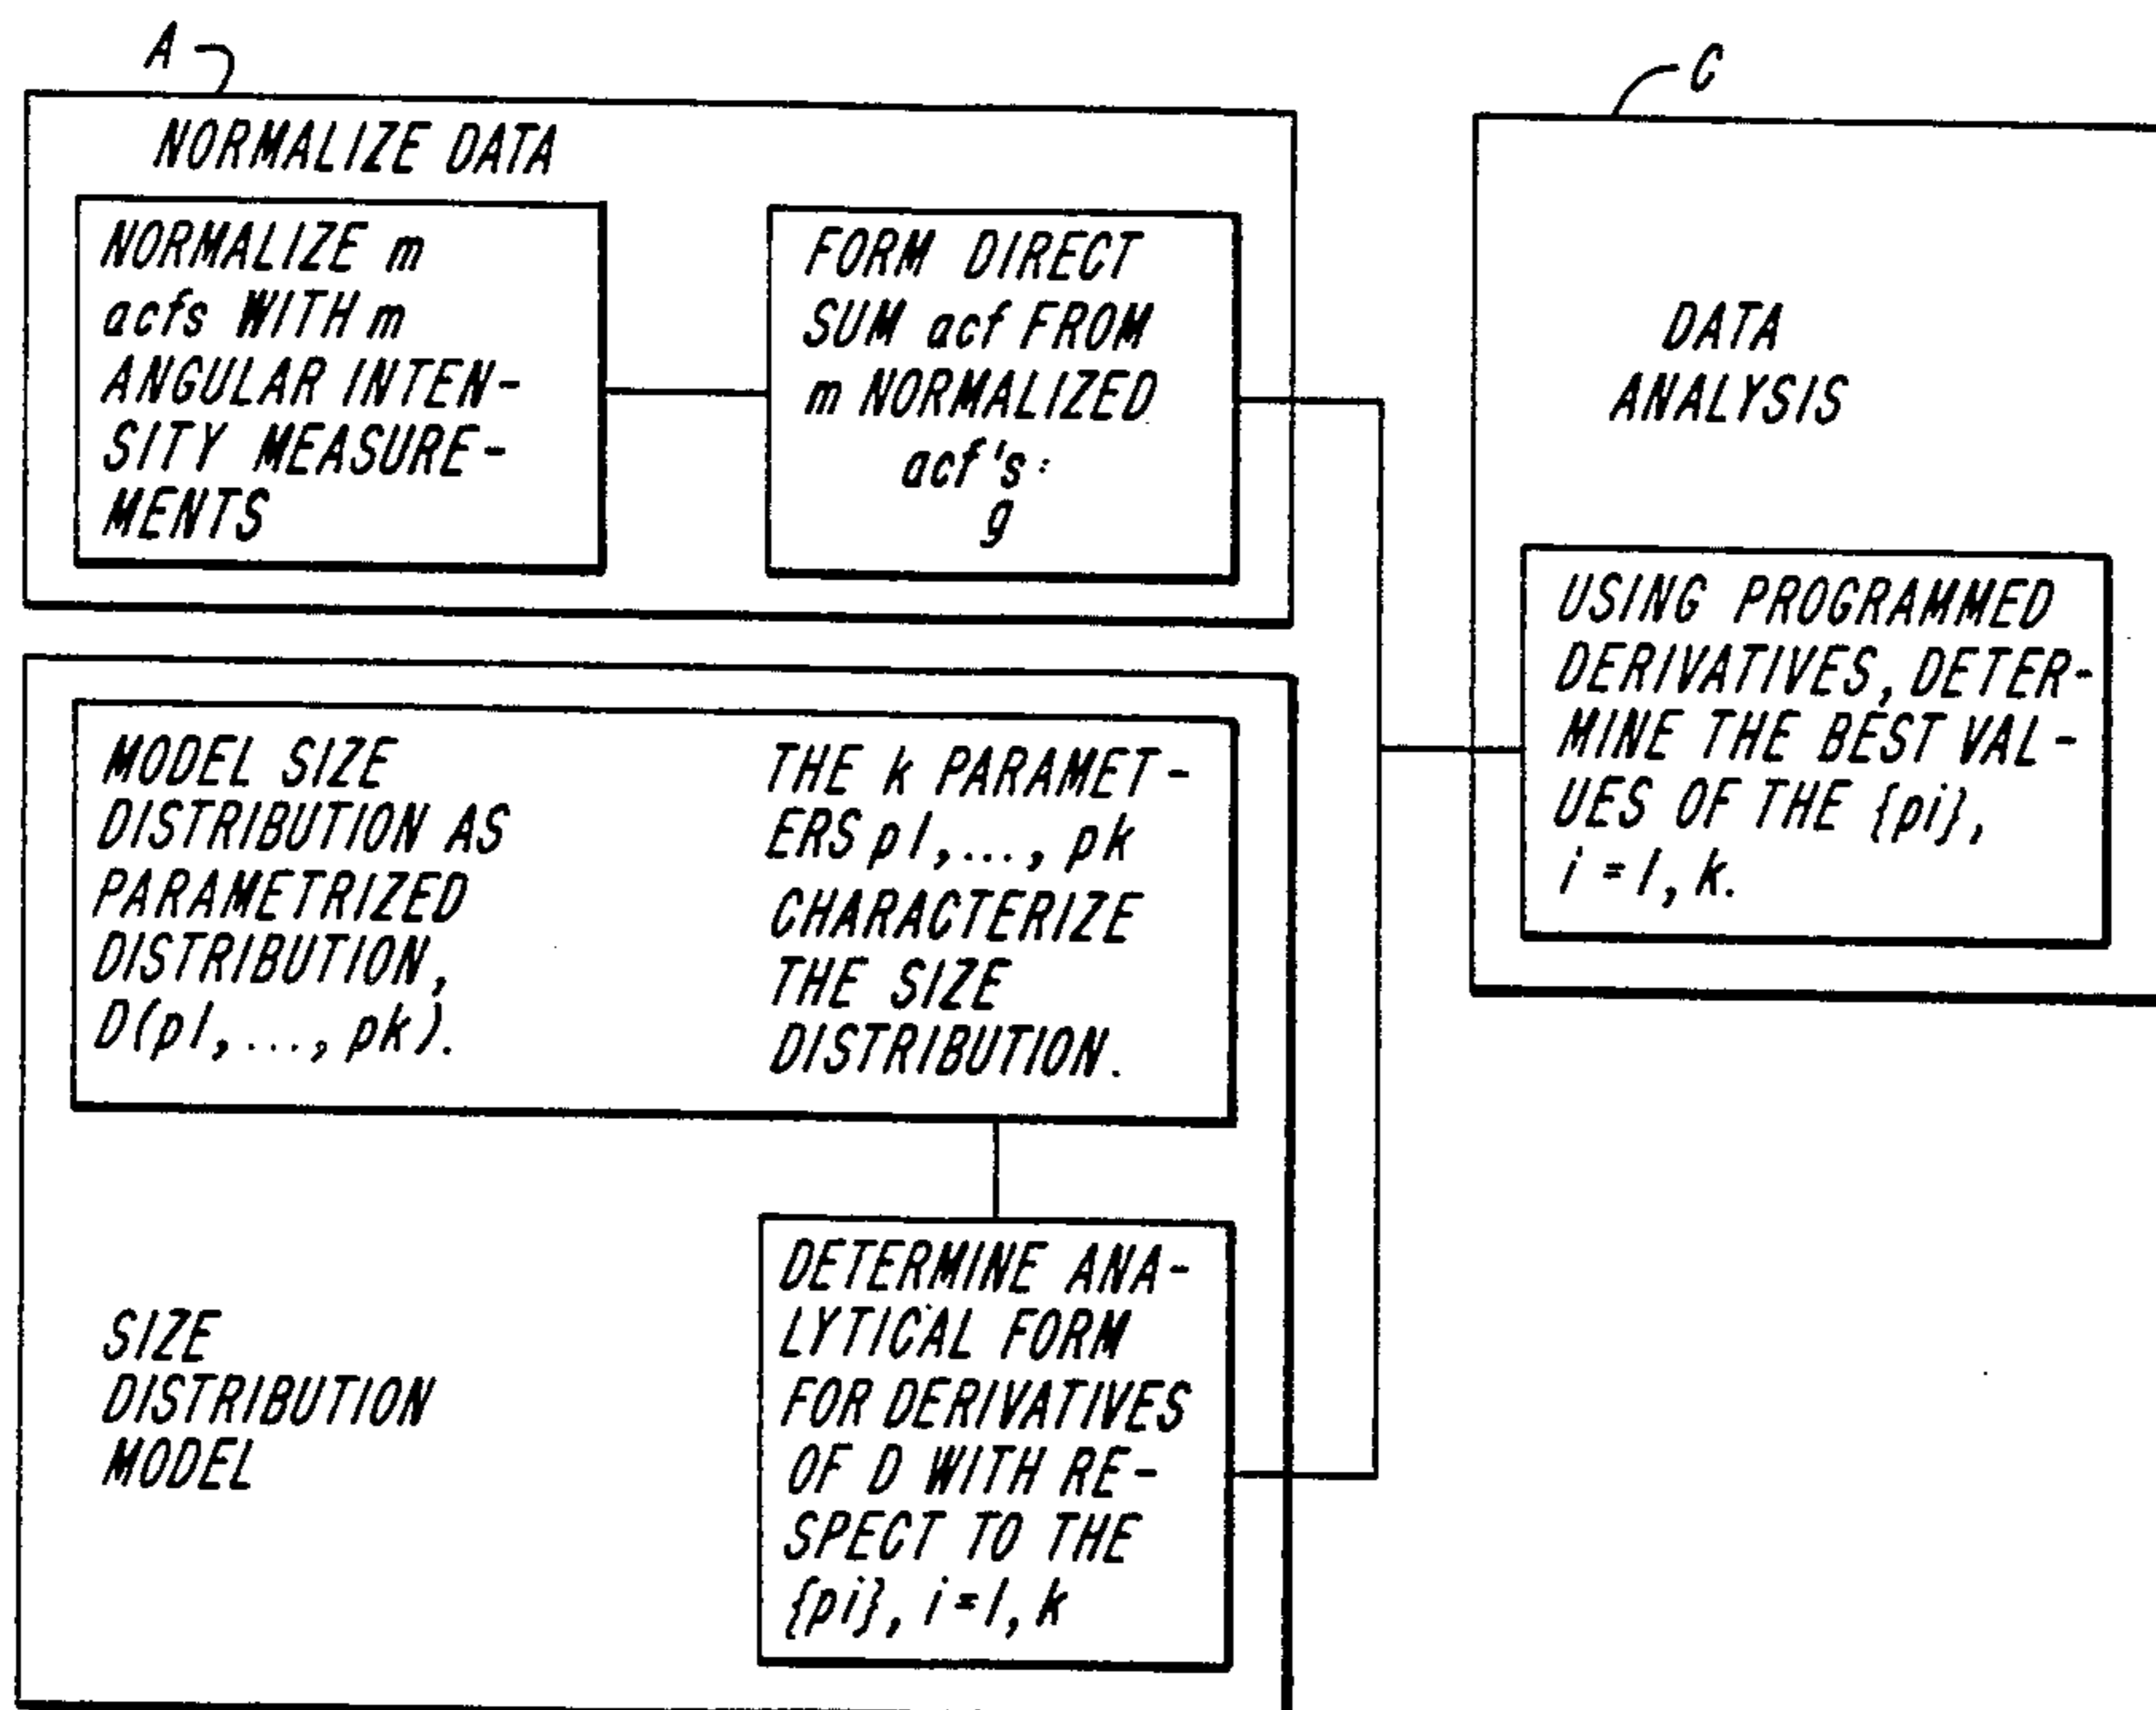 A
NORMALIZE DATA
NORMALIZE m
acfs WITH m
ANGULAR INTEN-
SITY MEASURE-
MENTS
FORM DIRECT
SUM acf FROM
m NORMALIZED
acf's:
g
C
DATA
ANALYSIS
USING PROGRAMMED
DERIVATIVES, DETER-
MINE THE BEST VAL-
UES OF THE {pi},
i=1,k.
MODEL SIZE
DISTRIBUTION AS
PARAMETRIZED
DISTRIBUTION,
D(p1,...,pk).
THE k PARAMET-
ERS p1,..., pk
CHARACTERIZE
THE SIZE
DISTRIBUTION.
SIZE
DISTRIBUTION
MODEL
DETERMINE ANA-
LYTICAL FORM
FOR DERIVATIVES
OF D WITH RE-
SPECT TO THE
{pi}, i=1,k